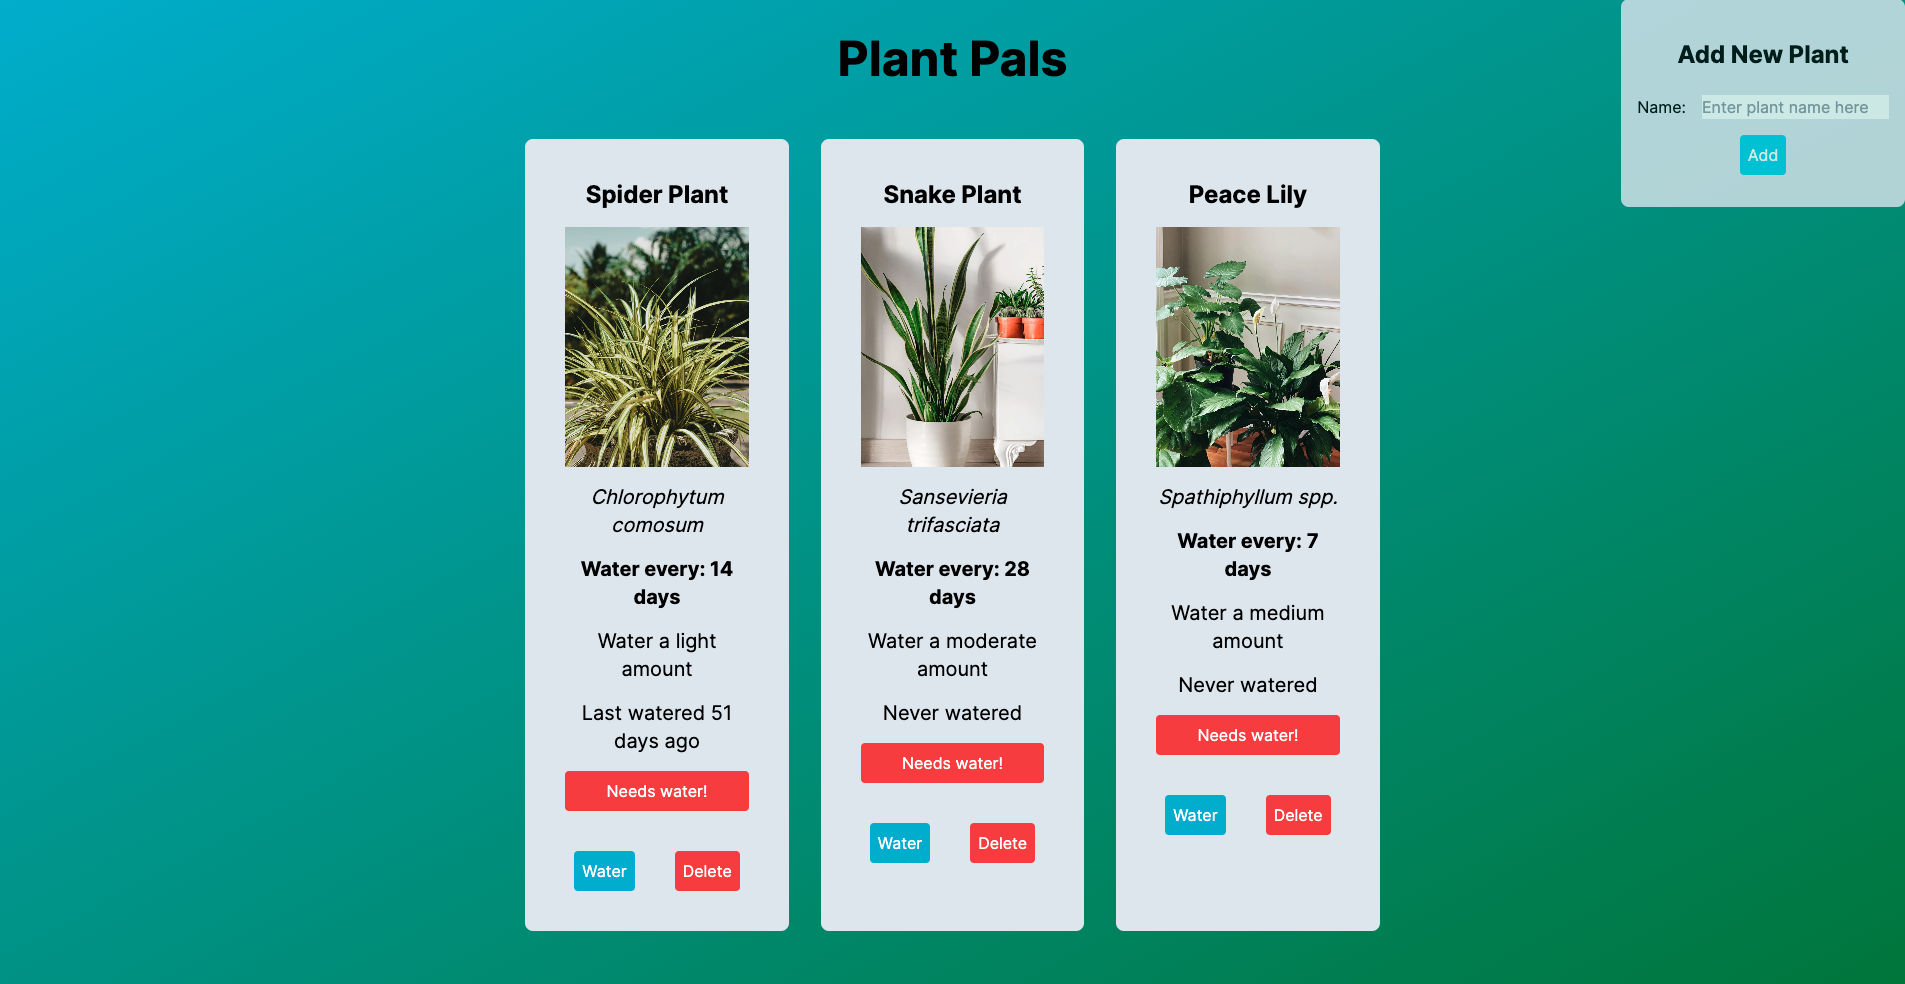 Plant Pals
Add New Plant
Name:
Enter plant name here
Add
Spider Plant
Chlorophytum
comosum
Water every: 14
days
Water a light
amount
Last watered 51
days ago
Needs water!
Water
Delete
Snake Plant
Sansevieria
trifasciata
Water every: 28
days
Water a moderate
amount
Never watered
Needs water!
Water
Delete
Peace Lily
Spathiphyllum spp.
Water every: 7
days
Water a medium
amount
Never watered
Needs water!
Water
Delete